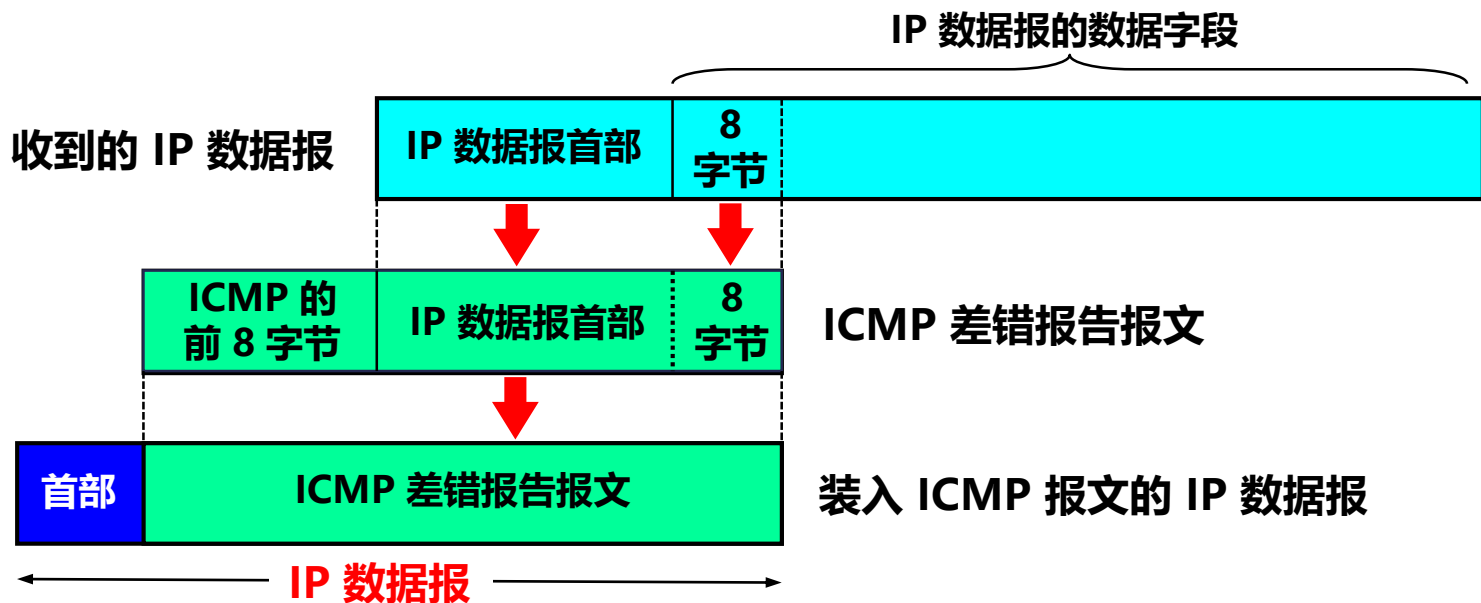 IP 数据报的数据字段
收到的 IP 数据报
IP 数据报首部
8
字节
ICMP 的
前 8 字节
IP 数据报首部
8
字节
ICMP 差错报告报文
首部
ICMP 差错报告报文
装入 ICMP 报文的 IP 数据报
IP 数据报